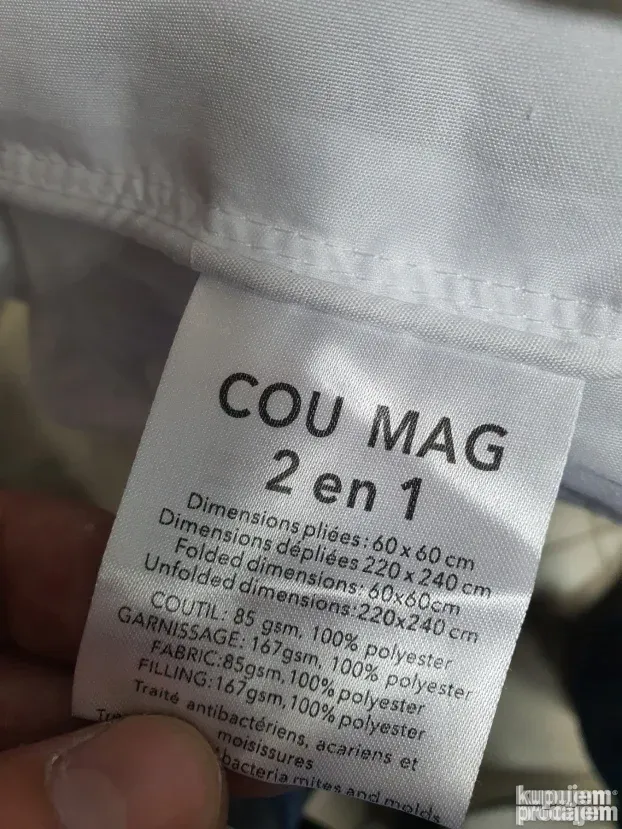 COU MAG
2 en 1
Dimensions pliées: 60 x 60 cm
Dimensions dépliées 220 x 240 cm
Folded dimensions: 60x60cm
Unfolded dimensions:220x240 cm
COUTIL: 85 gsm, 100% polyester
GARNISSAGE: 167gsm, 100% polyester
FABRIC:85gsm,100% polyester
FILLING:167gsm,100% polyester
Traité antibactériens, acariens et
moisissures
mites and molds
kupujem
prodajem